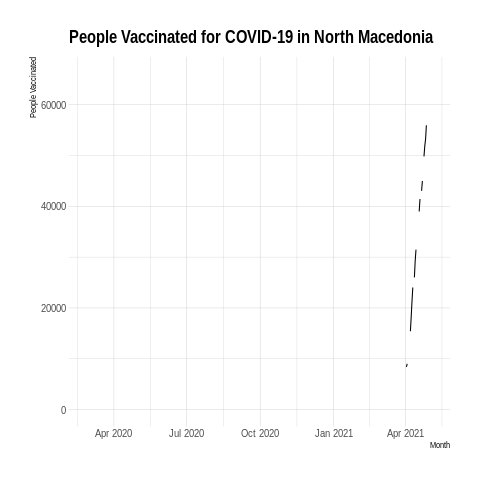 People Vaccinated for COVID-19 in North Macedonia
People Vaccinated
60000
40000
20000
0
Apr 2020 Jul 2020 Oct 2020 Jan 2021 Apr 2021
Month